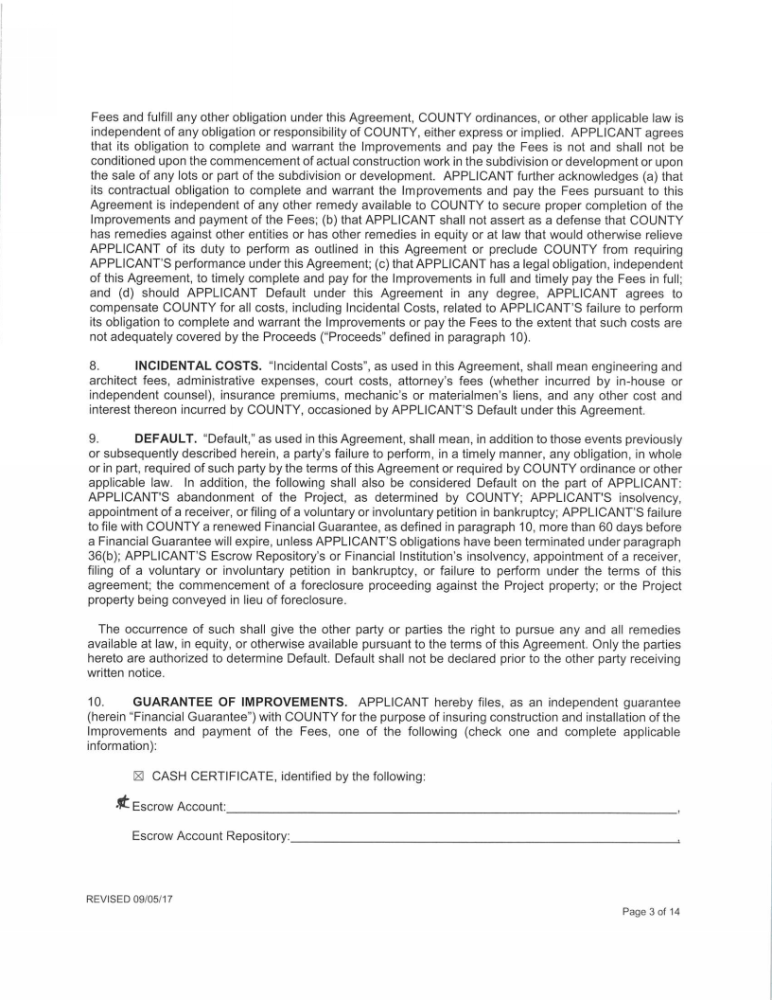 Fees and fulfill any other obligation under this Agreement, COUNTY ordinances, or other applicable law is
independent of any obligation or responsibility of COUNTY, either express or implied. APPLICANT agrees
that its obligation to complete and warrant the Improvements and pay the Fees is not and shall not be
conditioned upon the commencement of actual construction work in the subdivision or development or upon
the sale of any lots or part of the subdivision or development. APPLICANT further acknowledges (a) that
its contractual obligation to complete and warrant the Improvements and pay the Fees pursuant to this
Agreement is independent of any other remedy available to COUNTY to secure proper completion of the
Improvements and payment of the Fees; (b) that APPLICANT shall not assert as a defense that COUNTY
has remedies against other entities or has other remedies in equity or at law that would otherwise relieve
APPLICANT of its duty to perform as outlined in this Agreement or preclude COUNTY from requiring
APPLICANT'S performance under this Agreement; (c) that APPLICANT has a legal obligation, independent
of this Agreement, to timely complete and pay for the Improvements in full and timely pay the Fees in full;
and (d) should APPLICANT Default under this Agreement in any degree, APPLICANT agrees to
compensate COUNTY for all costs, including Incidental Costs, related to APPLICANT'S failure to perform
its obligation to complete and warrant the Improvements or pay the Fees to the extent that such costs are
not adequately covered by the Proceeds (“Proceeds” defined in paragraph 10).
8. INCIDENTAL COSTS. “Incidental Costs”, as used in this Agreement, shall mean engineering and
architect fees, administrative expenses, court costs, attorney's fees (whether incurred by in-house or
independent counsel), insurance premiums, mechanic's or materialmen's liens, and any other cost and
interest thereon incurred by COUNTY, occasioned by APPLICANT'S Default under this Agreement.
9. DEFAULT. “Default,” as used in this Agreement, shall mean, in addition to those events previously
or subsequently described herein, a party's failure to perform, in a timely manner, any obligation, in whole
or in part, required of such party by the terms of this Agreement or required by COUNTY ordinance or other
applicable law. In addition, the following shall also be considered Default on the part of APPLICANT:
APPLICANT'S abandonment of the Project, as determined by COUNTY; APPLICANT'S insolvency,
appointment of a receiver, or filing of a voluntary or involuntary petition in bankruptcy; APPLICANT'S failure
to file with COUNTY a renewed Financial Guarantee, as defined in paragraph 10, more than 60 days before
a Financial Guarantee will expire, unless APPLICANT'S obligations have been terminated under paragraph
36(b); APPLICANT'S Escrow Repository's or Financial Institution's insolvency, appointment of a receiver,
filing of a voluntary or involuntary petition in bankruptcy, or failure to perform under the terms of this
agreement; the commencement of a foreclosure proceeding against the Project property; or the Project
property being conveyed in lieu of foreclosure.
The occurrence of such shall give the other party or parties the right to pursue any and all remedies
available at law, in equity, or otherwise available pursuant to the terms of this Agreement. Only the parties
hereto are authorized to determine Default. Default shall not be declared prior to the other party receiving
written notice.
10. GUARANTEE OF IMPROVEMENTS. APPLICANT hereby files, as an independent guarantee
(herein “Financial Guarantee”) with COUNTY for the purpose of insuring construction and installation of the
Improvements and payment of the Fees, one of the following (check one and complete applicable
information):
☒ CASH CERTIFICATE, identified by the following:
Escrow Account:,
Escrow Account Repository:,
REVISED 09/05/17
Page 3 of 14